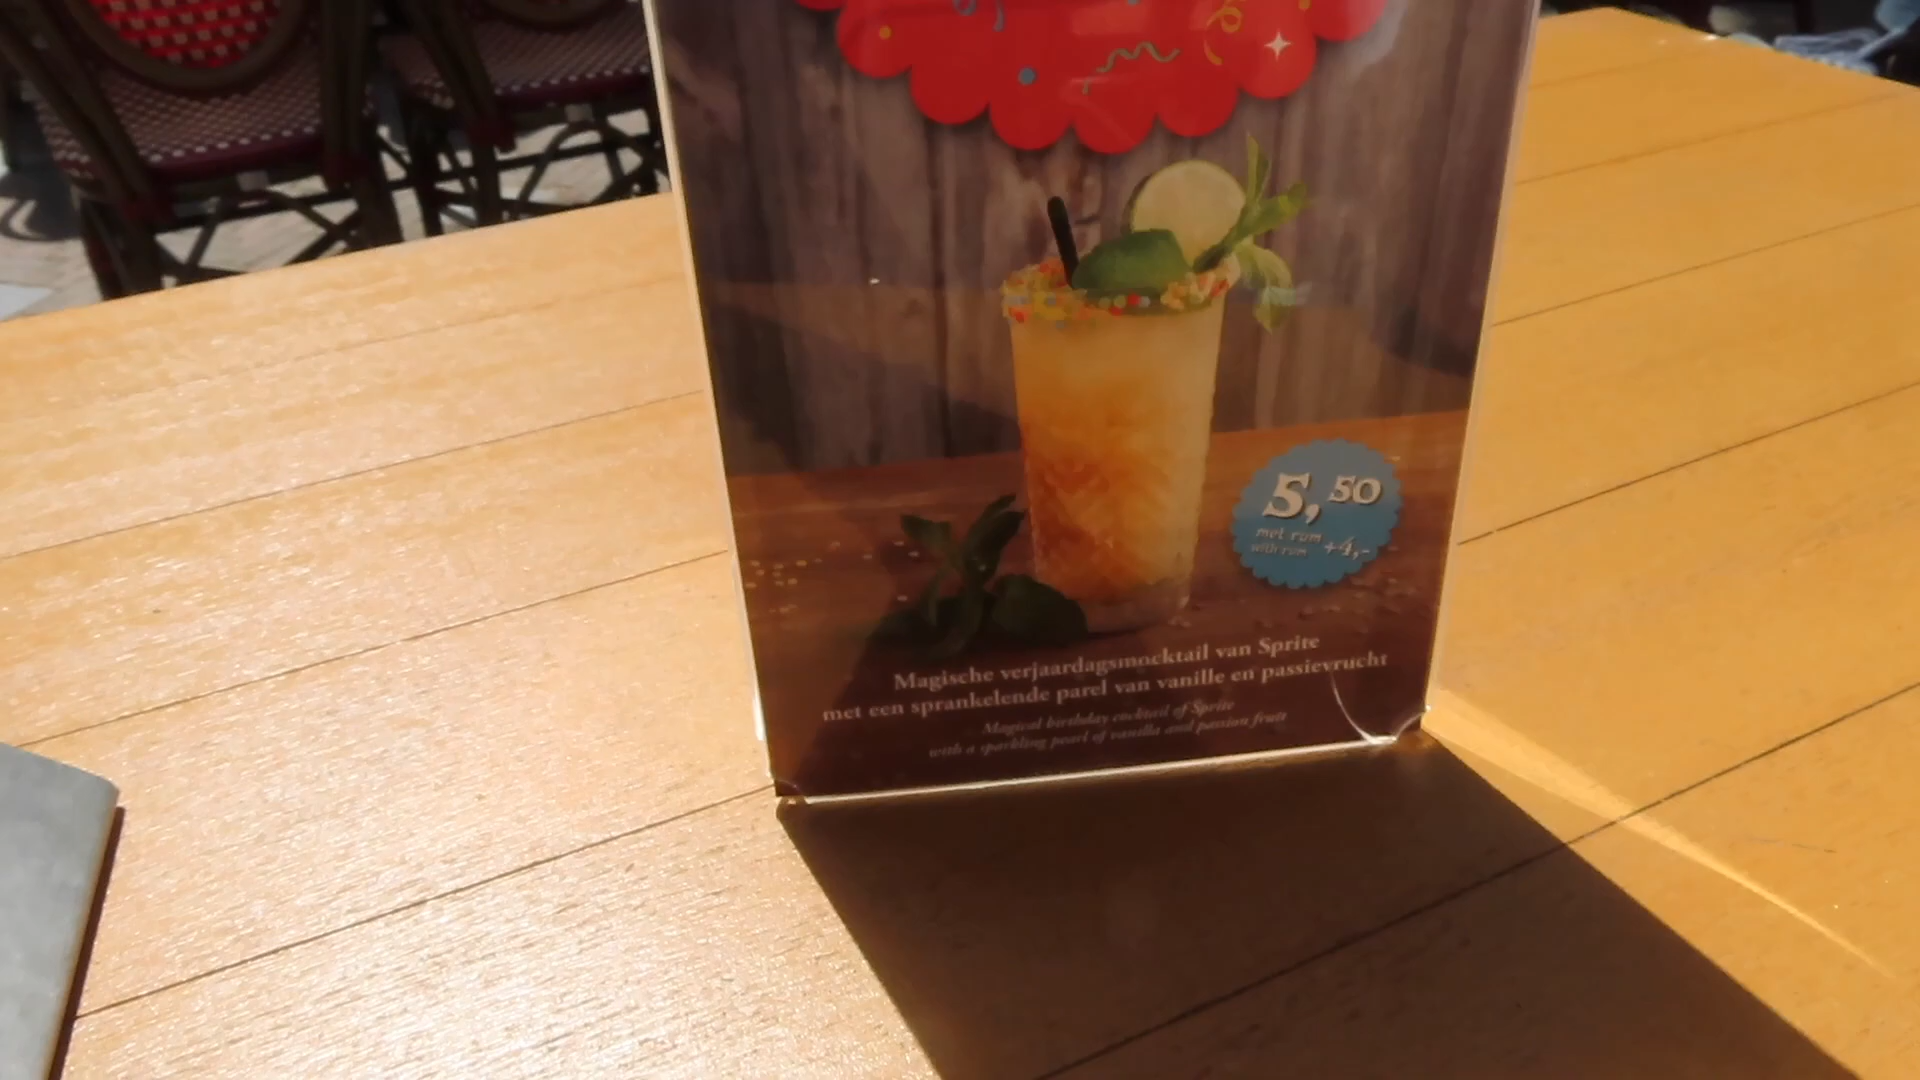 5,50
met rum
with rum +4,-
Magische verjaardagsmocktail van Sprite
met een sprankelende parel van vanille en passievrucht
Magical birthday cocktail of Sprite
with a sparkling pearl of vanilla and passion fruit